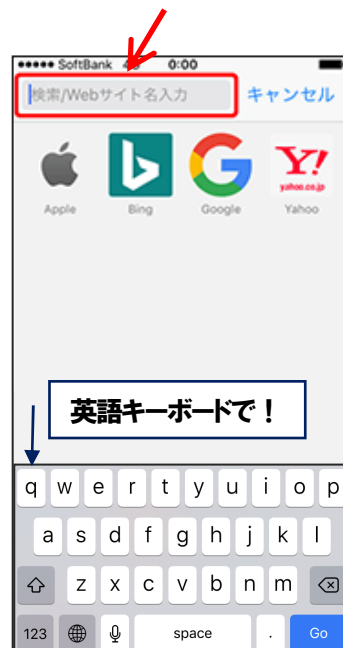 ●●●●● SoftBank 4G 0:00
検索/Webサイト名入力 キャンセル
Y!
yahoo.co.jp
Apple Bing Google Yahoo
英語キーボードで！
q w e r t y u i o p
a s d f g h j k l
z x c v b n m
123 space . Go